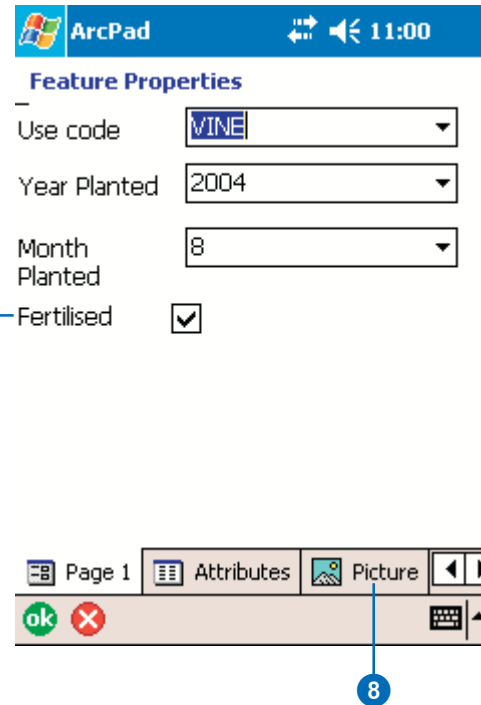 ArcPad 11:00
Feature Properties
Use code VINE
Year Planted 2004
Month Planted 8
Fertilised
Page 1 Attributes Picture
ok
8